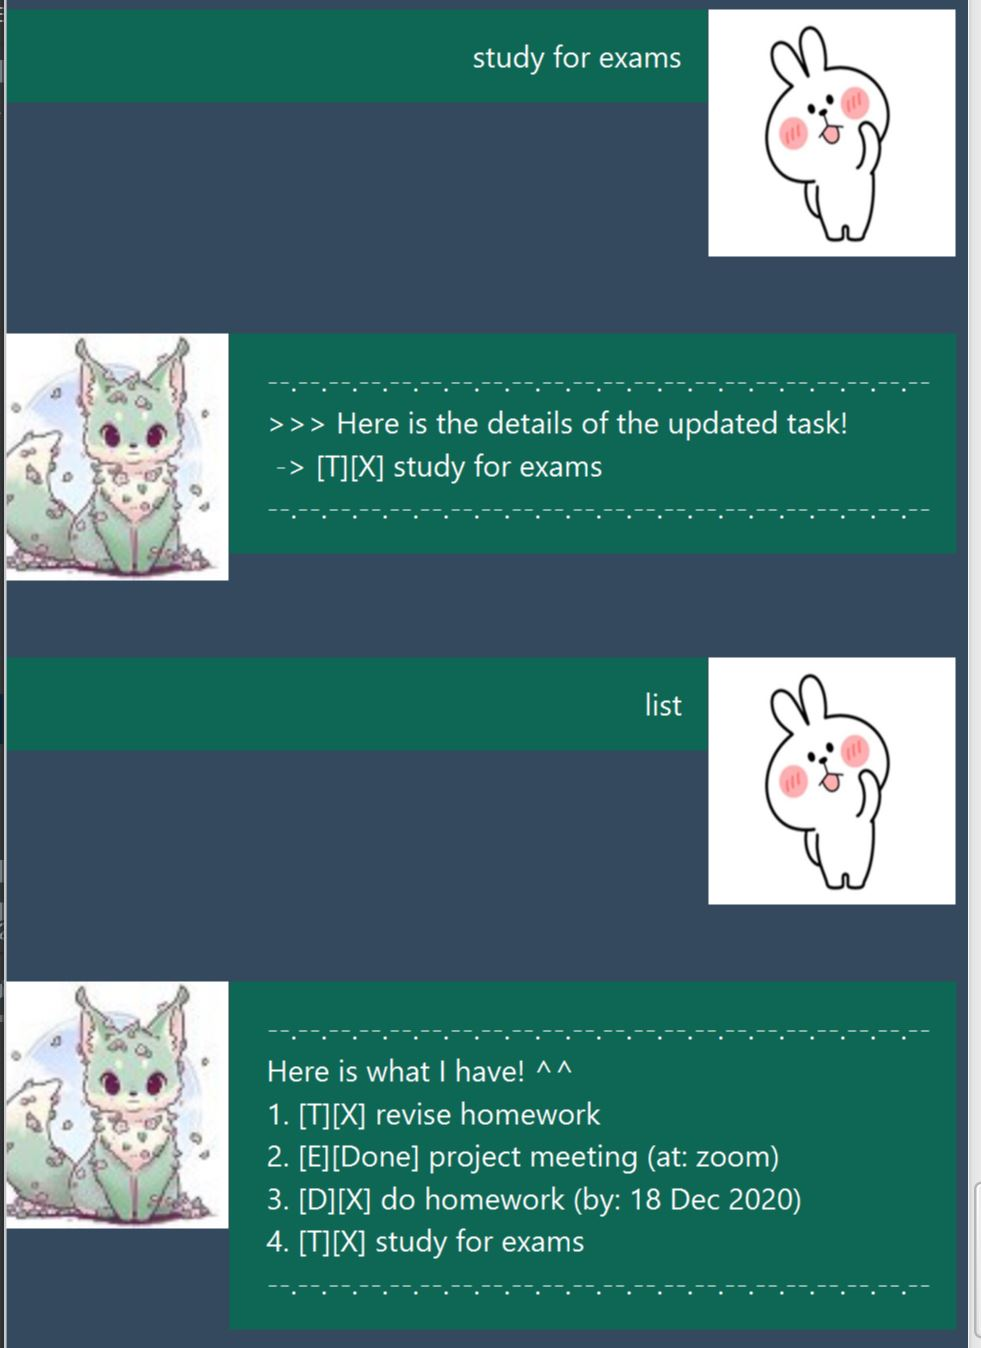 study for exams
--.--.--.--.--.--.--.--.--.--.--.--.--.--.--.--.--.--.--.--.--.--
>>> Here is the details of the updated task!
-> [T][X] study for exams
--.--.--.--.--.--.--.--.--.--.--.--.--.--.--.--.--.--.--.--.--.--
list
--.--.--.--.--.--.--.--.--.--.--.--.--.--.--.--.--.--.--.--.--.--
Here is what I have! ^^
1. [T][X] revise homework
2. [E][Done] project meeting (at: zoom)
3. [D][X] do homework (by: 18 Dec 2020)
4. [T][X] study for exams
--.--.--.--.--.--.--.--.--.--.--.--.--.--.--.--.--.--.--.--.--.--